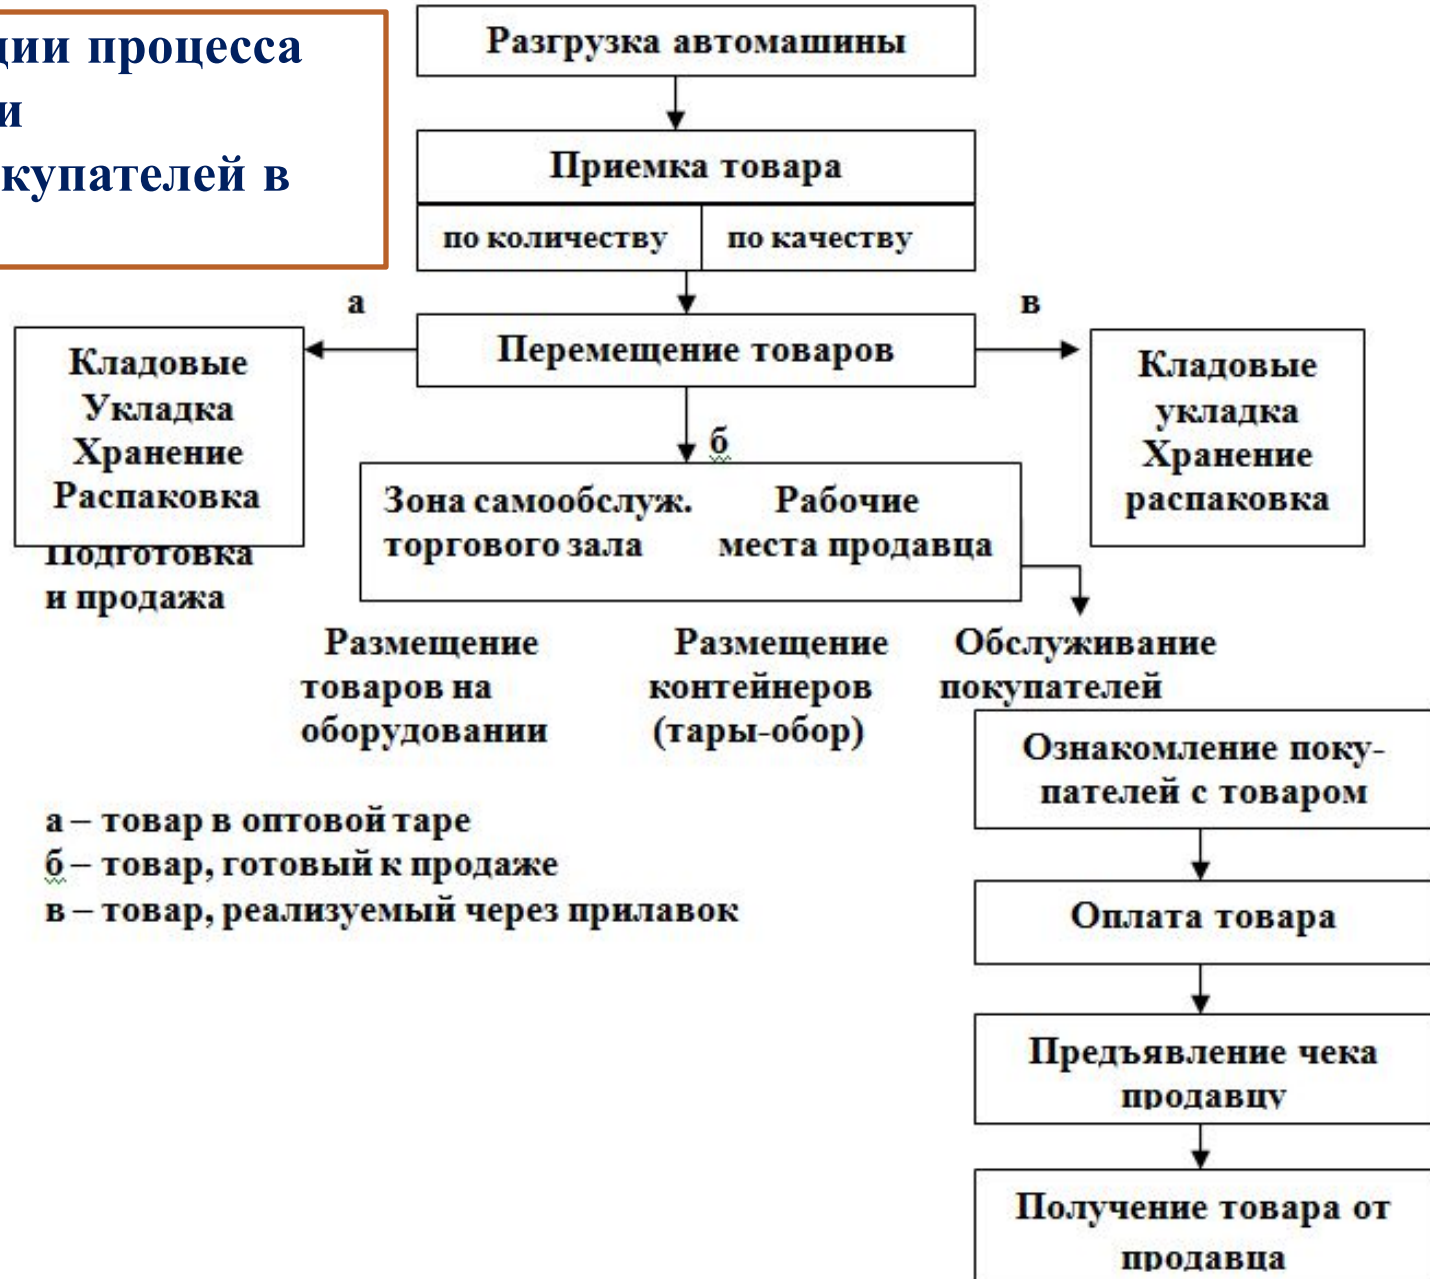 ции процесса
и
купателей в
Разгрузка автомашины
Приемка товара
по количеству по качеству
а
в
Перемещение товаров
Кладовые
Укладка
Хранение
Распаковка
Подготовка
и продажа
Кладовые
укладка
Хранение
распаковка
б
Зона самообслуж. Рабочие
торгового зала места продавца
Размещение
товаров на
оборудовании
Размещение
контейнеров
(тары-обор)
Обслуживание
покупателей
Ознакомление поку-
пателей с товаром
Оплата товара
Предъявление чека
продавцу
Получение товара от
продавца
а – товар в оптовой таре
б – товар, готовый к продаже
в – товар, реализуемый через прилавок